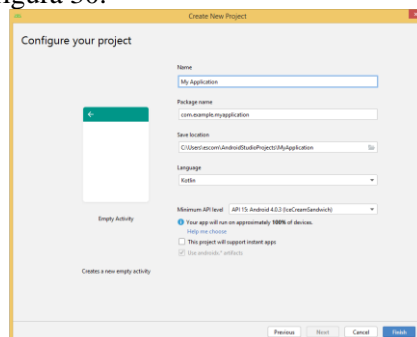 Create New Project
Configure your project
Name
My Application
Package name
com.example.myapplication
Save location
C:\Users\escom\AndroidStudioProjects\MyApplication
Language
Kotlin
Minimum API level API 15: Android 4.0.3 (IceCreamSandwich)
Your app will run on approximately 100% of devices.
Help me choose
This project will support instant apps
Use androidx.* artifacts
Empty Activity
Creates a new empty activity
Previous Next Cancel Finish